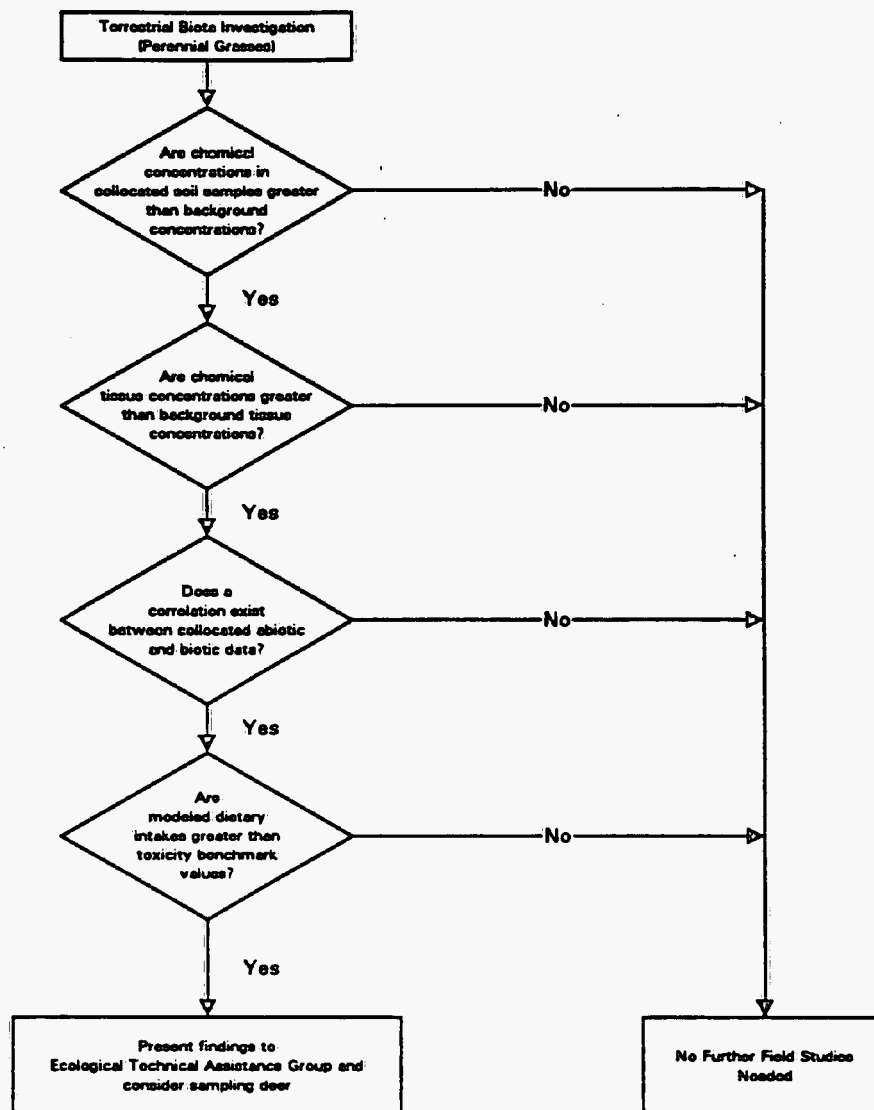 Terrestrial Biota Investigation
(Perennial Grasses)
Are chemical
concentrations in
collocated soil samples greater
than background
concentrations?
No
Yes
Are chemical
tissue concentrations greater
than background tissue
concentrations?
No
Yes
Does a
correlation exist
between collocated abiotic
and biotic data?
No
Yes
Are
modeled dietary
intakes greater than
toxicity benchmark
values?
No
Yes
Present findings to
Ecological Technical Assistance Group and
consider sampling deer
No Further Field Studies
Needed